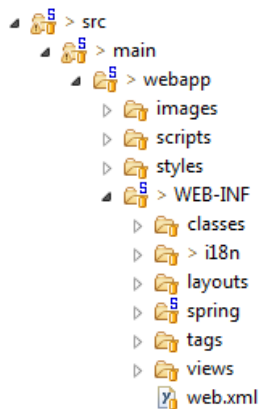 > src
> main
> webapp
images
scripts
styles
> WEB-INF
classes
> i18n
layouts
spring
tags
views
web.xml